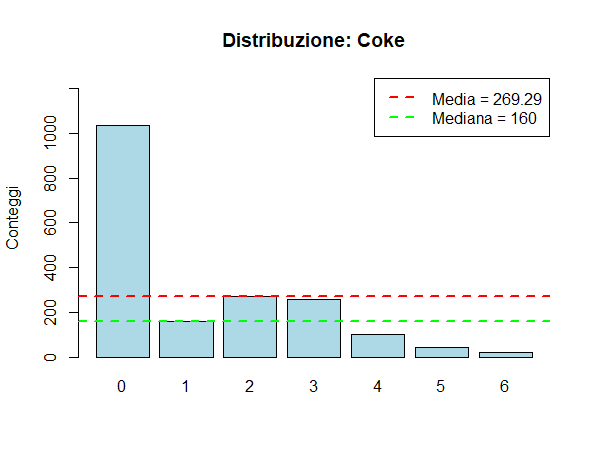 Distribuzione: Coke
Media = 269.29
Mediana = 160
Conteggi
1000
800
600
400
200
0
0 1 2 3 4 5 6